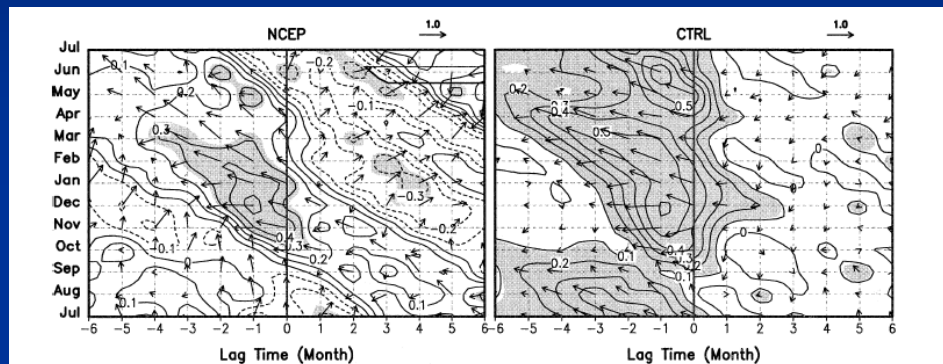 NCEP 1.0 CTRL 1.0
Jul
Jun
May
Apr
Mar
Feb
Jan
Dec
Nov
Oct
Sep
Aug
Jul
0.1 -0.2 0.2
0.2 -0.1 0.3 0.4 0.5
0.3 0.5
-0.3 0
-0.2
0.4 0.4
-0.1 0.3 0.3
0 0.2 0.1 0.2
0.2 0.1
0.1 0.1
-6 -5 -4 -3 -2 -1 0 1 2 3 4 5 6 -5 -4 -3 -2 -1 0 1 2 3 4 5 6
Lag Time (Month) Lag Time (Month)